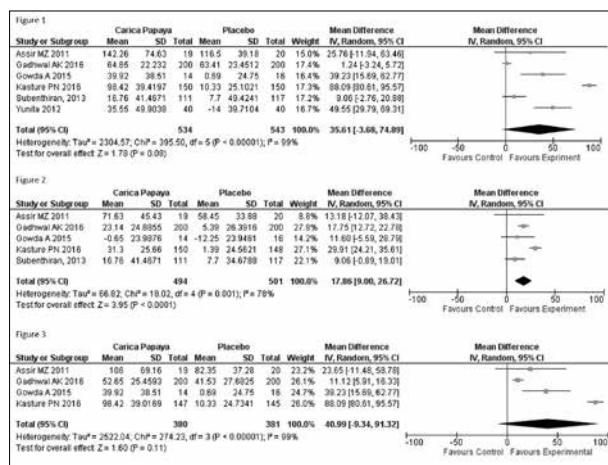 Figure 1
Carica Papaya Placebo Mean Difference Mean Difference
Study or Subgroup Mean SD Total Mean SD Total Weight IV, Random, 95% CI IV, Random, 95% CI
Assir MZ 2011 142.26 74.63 19 116.5 39.18 20 15.0% 25.76 [-11.94, 63.46]
Gadhwal AK 2016 64.65 22.232 200 63.41 23.4512 200 1.24 [-3.24, 5.72]
Gowda A 2015 39.92 38.51 14 0.69 24.75 16 39.23 [15.69, 62.77]
Kasture PN 2016 98.42 39.4197 150 10.33 25.1021 150 88.09 [80.61, 95.57]
Subenthiran, 2013 16.76 41.4671 111 7.7 49.4241 117 9.06 [-2.76, 20.88]
Yunita 2012 35.55 49.9038 40 -14 39.7104 40 49.55 [29.79, 69.31]
Total (95% CI) 534 543 100.0% 35.61 [-3.68, 74.89]
Heterogeneity: Tau² = 2304.57; Chi² = 395.50, df = 5 (P < 0.00001); I² = 99%
Test for overall effect: Z = 1.78 (P = 0.08)
-100 -50 0 50 100
Favours Control Favours Expriment
Figure 2
Carica Papaya Placebo Mean Difference Mean Difference
Study or Subgroup Mean SD Total Mean SD Total Weight IV, Random, 95% CI IV, Random, 95% CI
Assir MZ 2011 71.63 45.43 19 58.45 33.88 20 8.8% 13.18 [-12.07, 38.43]
Gadhwal AK 2016 23.14 24.8855 200 5.39 26.3916 200 27.8% 17.75 [12.72, 22.78]
Gowda A 2015 -0.65 23.9876 14 -12.25 23.9461 16 11.60 [-5.59, 28.79]
Kasture PN 2016 31.3 25.66 150 1.39 24.5621 148 27.1% 29.91 [24.21, 35.61]
Subenthiran, 2013 16.76 41.4671 111 7.7 34.6788 117 9.06 [-0.89, 19.01]
Total (95% CI) 494 501 100.0% 17.86 [9.00, 26.72]
Heterogeneity: Tau² = 66.82; Chi² = 18.02, df = 4 (P = 0.001); I² = 78%
Test for overall effect: Z = 3.95 (P < 0.0001)
-100 -50 0 50 100
Favours Control Favours Experiment
Figure 3
Carica Papaya Placebo Mean Difference Mean Difference
Study or Subgroup Mean SD Total Mean SD Total Weight IV, Random, 95% CI IV, Random, 95% CI
Assir MZ 2011 106 69.16 19 82.35 37.28 20 23.2% 23.65 [-11.48, 58.78]
Gadhwal AK 2016 52.65 25.4593 200 41.53 27.6825 200 26.1% 11.12 [5.91, 16.33]
Gowda A 2015 39.92 38.51 14 0.69 24.75 16 39.23 [15.69, 62.77]
Kasture PN 2016 98.42 39.0169 147 10.33 24.7341 145 88.09 [80.61, 95.57]
Total (95% CI) 380 381 100.0% 40.99 [-9.34, 91.32]
Heterogeneity: Tau² = 2522.04; Chi² = 274.23, df = 3 (P < 0.00001); I² = 99%
Test for overall effect: Z = 1.60 (P = 0.11)
-100 -50 0 50 100
Favours Control Favours Experimental